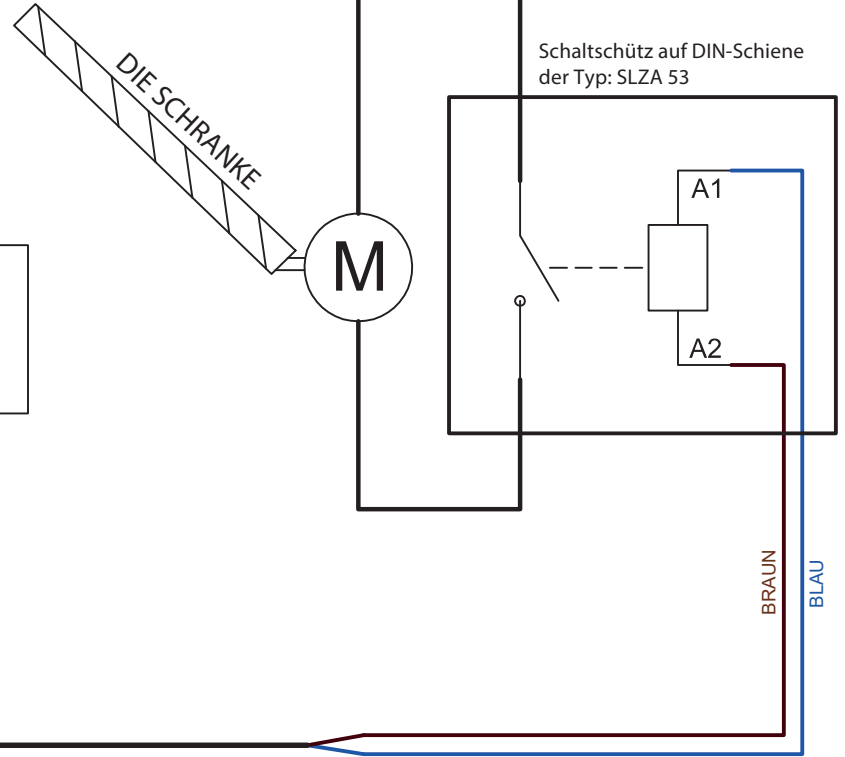 Schaltschütz auf DIN-Schiene
der Typ: SLZA 53
DIE SCHRANKE
A1
M
A2
BRAUN
BLAU